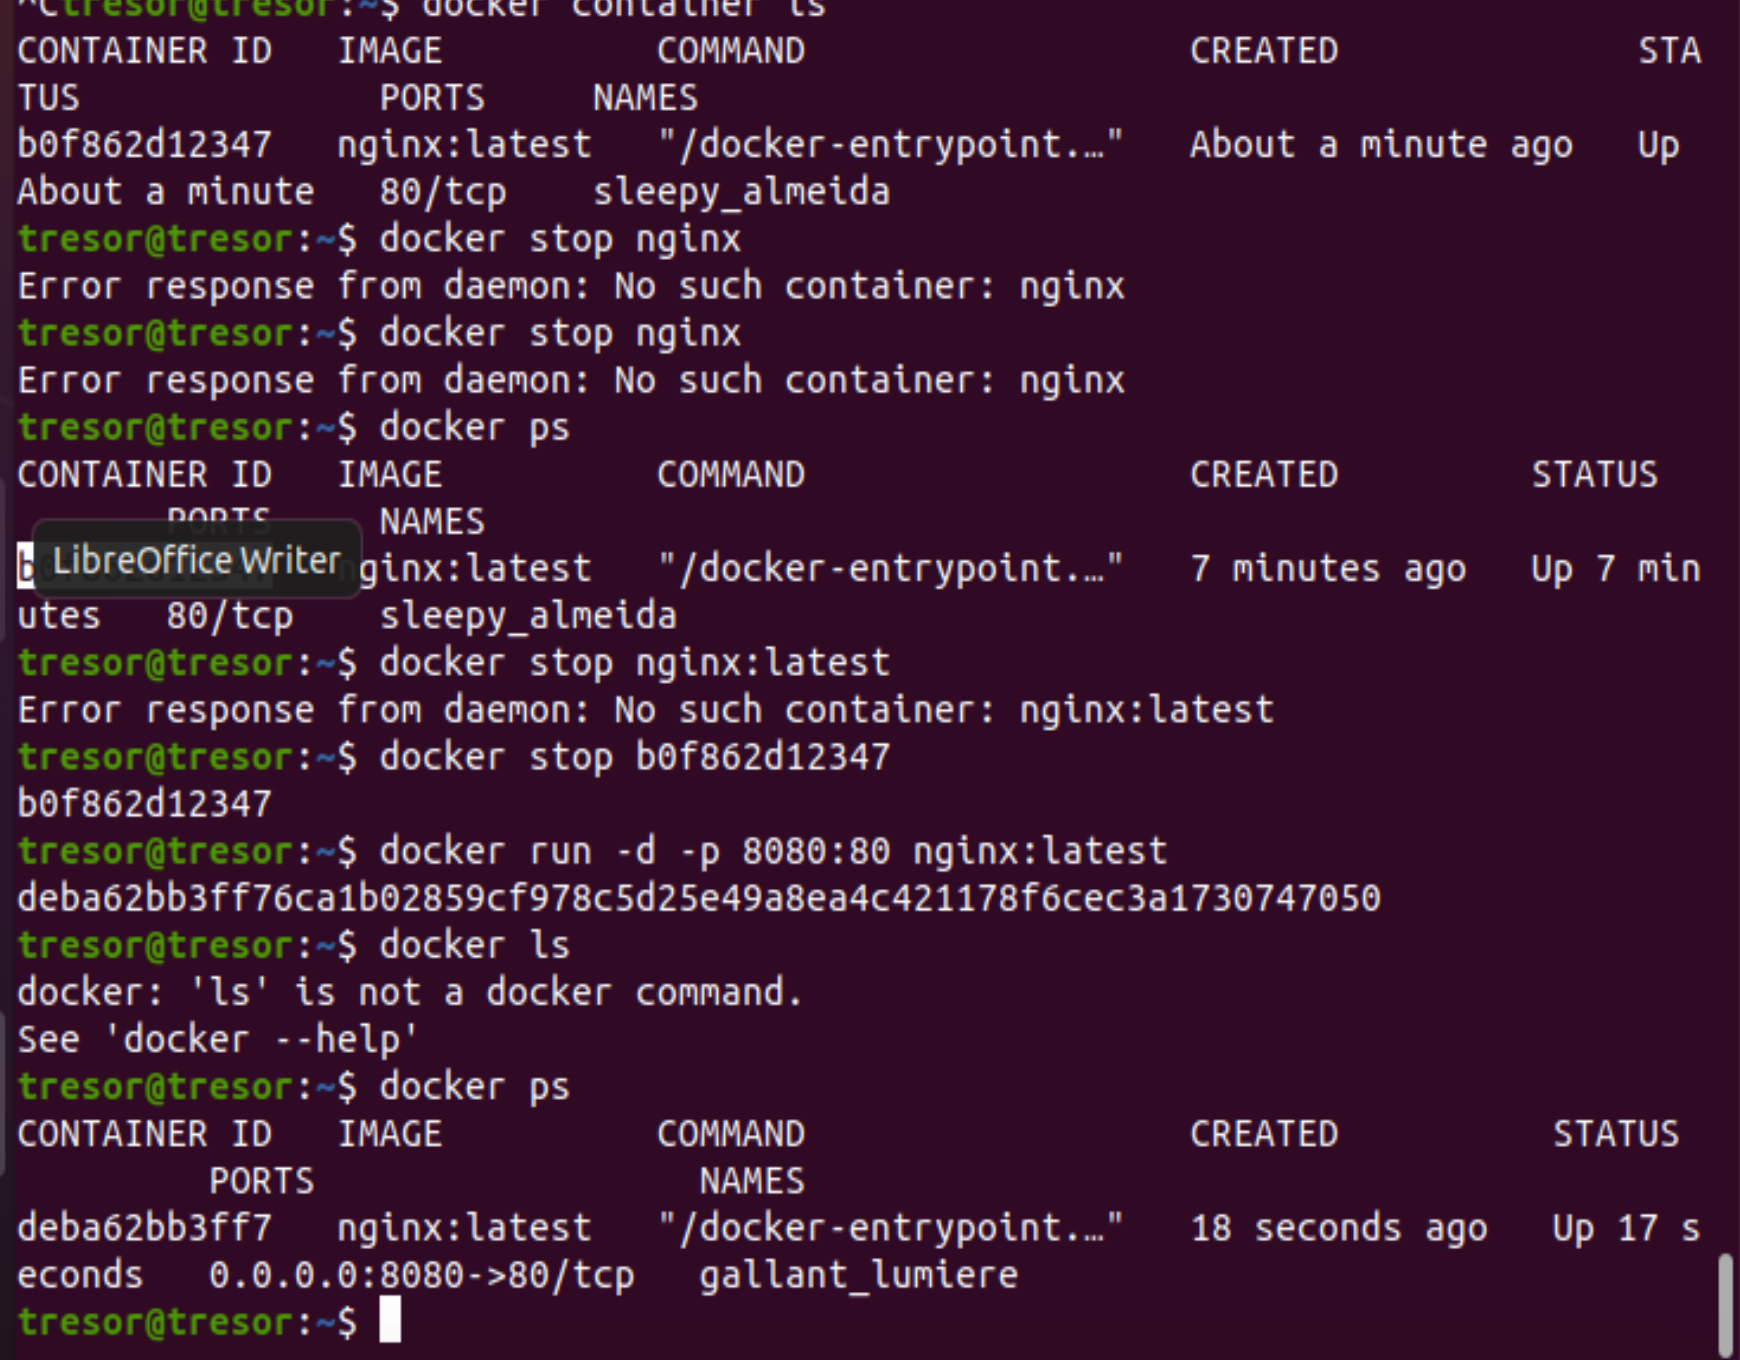 ^Ctresor@tresor:~$ docker container ls
CONTAINER ID   IMAGE          COMMAND                  CREATED              STA
TUS              PORTS     NAMES
b0f862d12347   nginx:latest   "/docker-entrypoint.…"   About a minute ago   Up
About a minute   80/tcp    sleepy_almeida
tresor@tresor:~$ docker stop nginx
Error response from daemon: No such container: nginx
tresor@tresor:~$ docker stop nginx
Error response from daemon: No such container: nginx
tresor@tresor:~$ docker ps
CONTAINER ID   IMAGE          COMMAND                  CREATED         STATUS
       PORTS     NAMES
LibreOffice Writer
nginx:latest   "/docker-entrypoint.…"   7 minutes ago   Up 7 min
utes   80/tcp    sleepy_almeida
tresor@tresor:~$ docker stop nginx:latest
Error response from daemon: No such container: nginx:latest
tresor@tresor:~$ docker stop b0f862d12347
b0f862d12347
tresor@tresor:~$ docker run -d -p 8080:80 nginx:latest
deba62bb3ff76ca1b02859cf978c5d25e49a8ea4c421178f6cec3a1730747050
tresor@tresor:~$ docker ls
docker: 'ls' is not a docker command.
See 'docker --help'
tresor@tresor:~$ docker ps
CONTAINER ID   IMAGE          COMMAND                  CREATED          STATUS
         PORTS                  NAMES
deba62bb3ff7   nginx:latest   "/docker-entrypoint.…"   18 seconds ago   Up 17 s
econds   0.0.0.0:8080->80/tcp   gallant_lumiere
tresor@tresor:~$